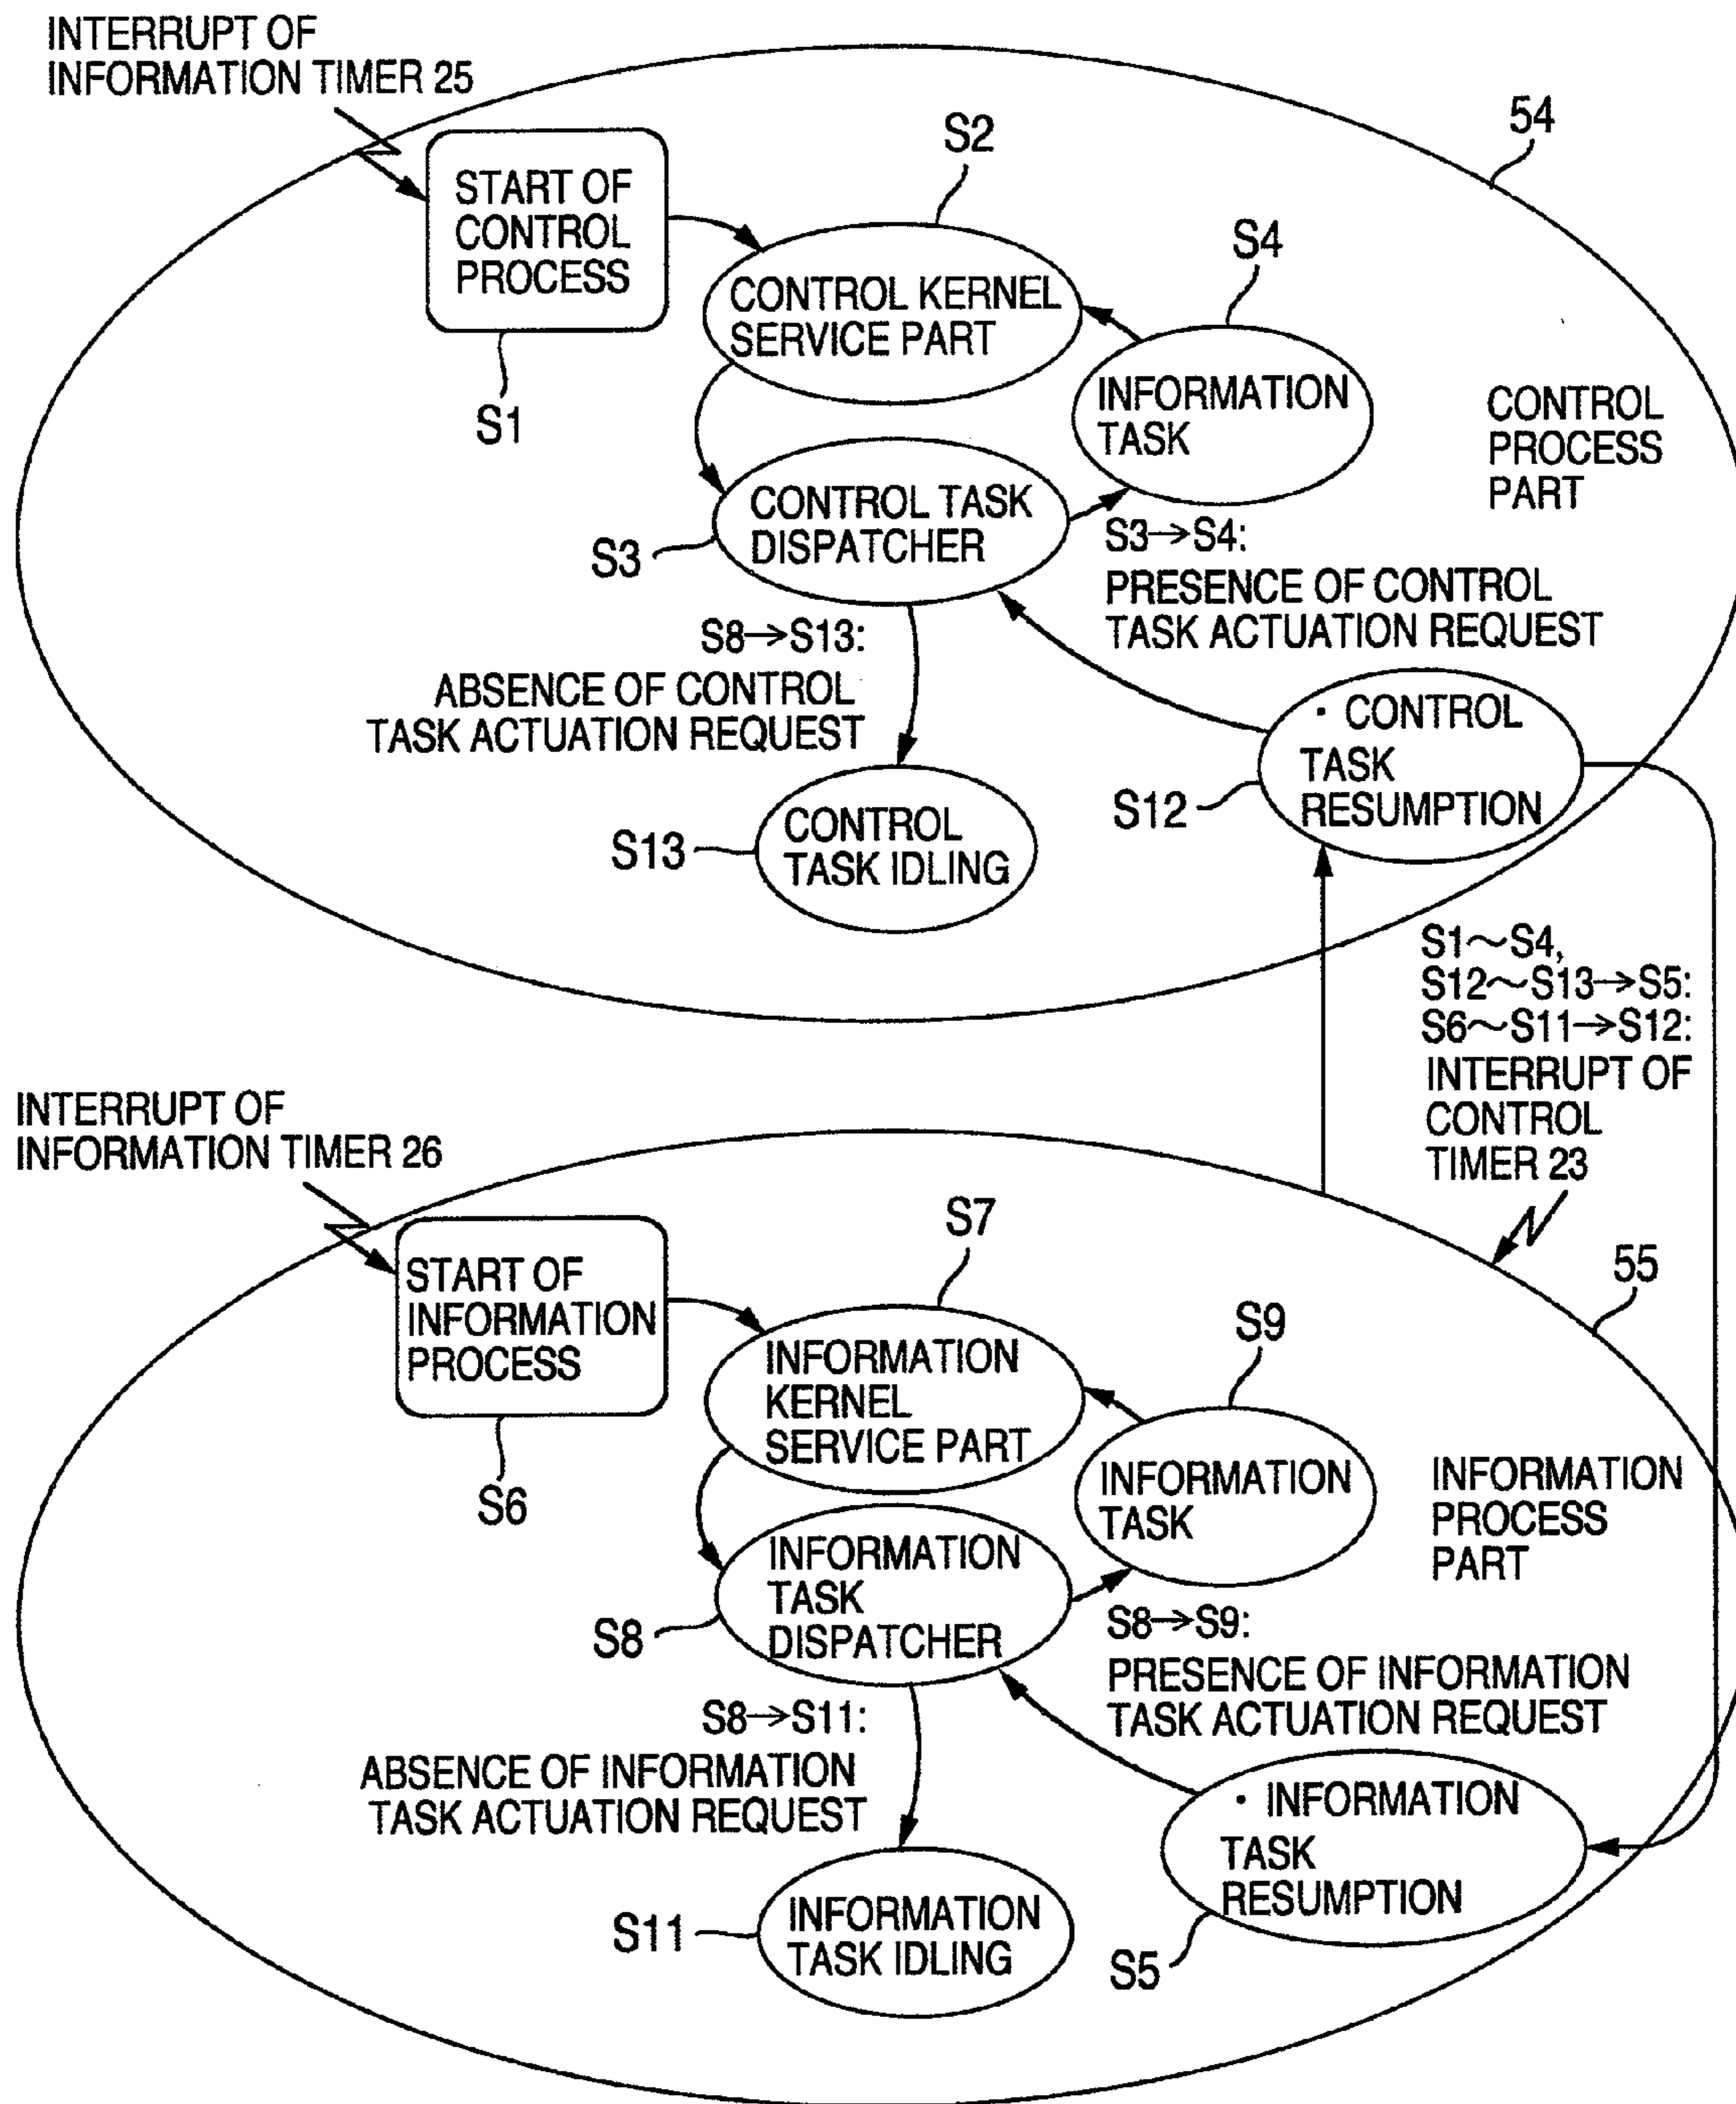 INTERRUPT OF
INFORMATION TIMER 25
54
S2
START OF
CONTROL
PROCESS
S4
CONTROL KERNEL
SERVICE PART
S1
INFORMATION
TASK
CONTROL
PROCESS
PART
CONTROL TASK
DISPATCHER
S3
S3→S4:
PRESENCE OF CONTROL
TASK ACTUATION REQUEST
S8→S13:
ABSENCE OF CONTROL
TASK ACTUATION REQUEST
· CONTROL
TASK
RESUMPTION
S12
CONTROL
TASK IDLING
S13
S1~S4,
S12~S13→S5:
S6~S11→S12:
INTERRUPT OF
CONTROL
TIMER 23
INTERRUPT OF
INFORMATION TIMER 26
S7
55
START OF
INFORMATION
PROCESS
S9
INFORMATION
KERNEL
SERVICE PART
S6
INFORMATION
TASK
INFORMATION
PROCESS
PART
INFORMATION
TASK
DISPATCHER
S8
S8→S9:
PRESENCE OF INFORMATION
TASK ACTUATION REQUEST
S8→S11:
ABSENCE OF INFORMATION
TASK ACTUATION REQUEST
· INFORMATION
TASK
RESUMPTION
S11
INFORMATION
TASK IDLING
S5